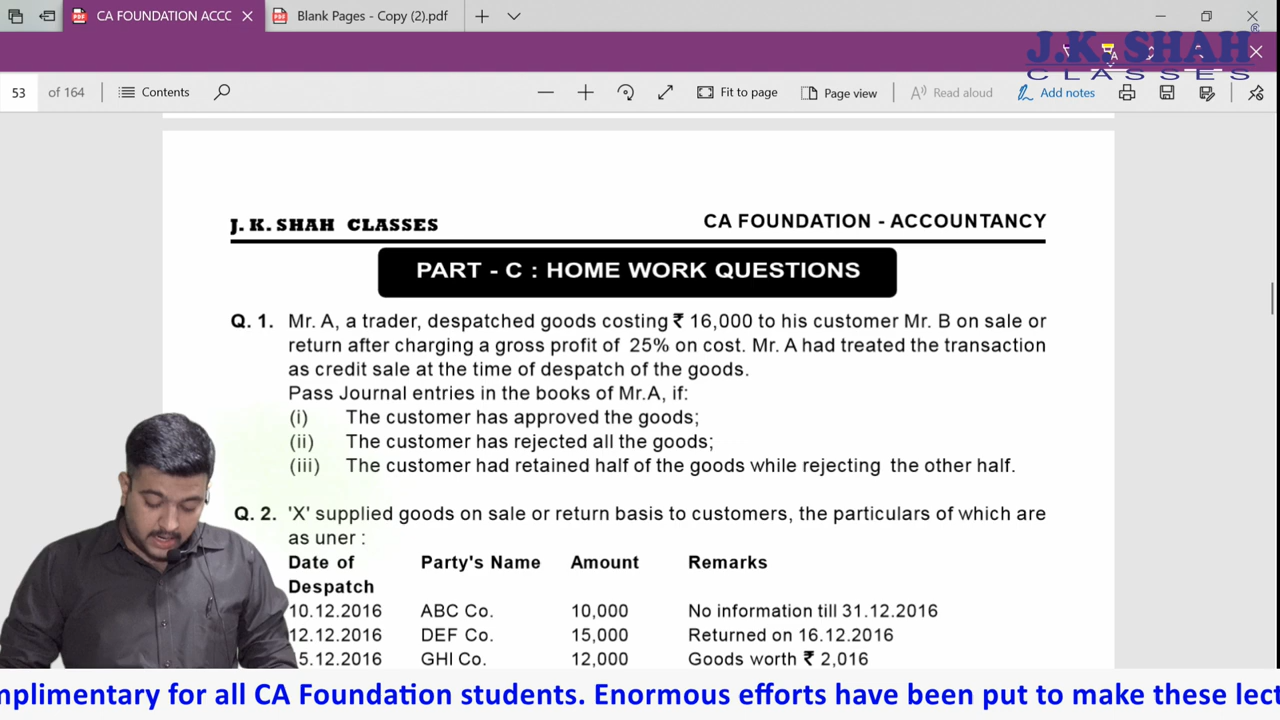 CA FOUNDATION ACCC
Blank Pages - Copy (2).pdf
J.K. SHAH®
CLASSES
53 of 164
Contents
Fit to page
Page view
Read aloud
Add notes
J. K. SHAH CLASSES
CA FOUNDATION - ACCOUNTANCY
PART - C : HOME WORK QUESTIONS
Q. 1. Mr. A, a trader, despatched goods costing ₹ 16,000 to his customer Mr. B on sale or
return after charging a gross profit of 25% on cost. Mr. A had treated the transaction
as credit sale at the time of despatch of the goods.
Pass Journal entries in the books of Mr.A, if:
(i) The customer has approved the goods;
(ii) The customer has rejected all the goods;
(iii) The customer had retained half of the goods while rejecting the other half.
Q. 2. 'X' supplied goods on sale or return basis to customers, the particulars of which are
as uner :
Date of Party's Name Amount Remarks
Despatch
10.12.2016 ABC Co. 10,000 No information till 31.12.2016
12.12.2016 DEF Co. 15,000 Returned on 16.12.2016
5.12.2016 GHI Co. 12,000 Goods worth ₹ 2,016
mplimentary for all CA Foundation students. Enormous efforts have been put to make these lect